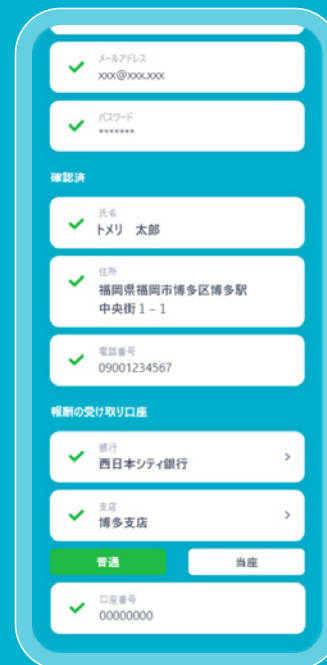 メールアドレス
xxx@xxx.xxx
パスワード
*******
確認済
氏名
トメリ 太郎
住所
福岡県福岡市博多区博多駅
中央街1－1
電話番号
09001234567
報酬の受け取り口座
銀行
西日本シティ銀行
支店
博多支店
普通
当座
口座番号
00000000